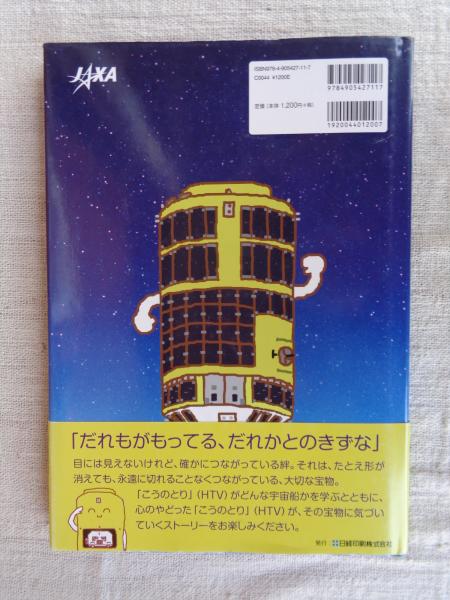 JAXA
ISBN978-4-905427-11-7
C0044 ¥1200E
定価（本体 1,200円+税）
9784905427117
1920044012007
「だれもがもってる、だれかとのきずな」
目には見えないけれど、確かにつながっている絆。それは、たとえ形が
消えても、永遠に切れることなくつながっている、大切な宝物。
「こうのとり」（HTV）がどんな宇宙船かを学ぶとともに、
心のやどった「こうのとり」（HTV）が、その宝物に気づい
ていくストーリーをお楽しみください。
発行： 日経印刷株式会社